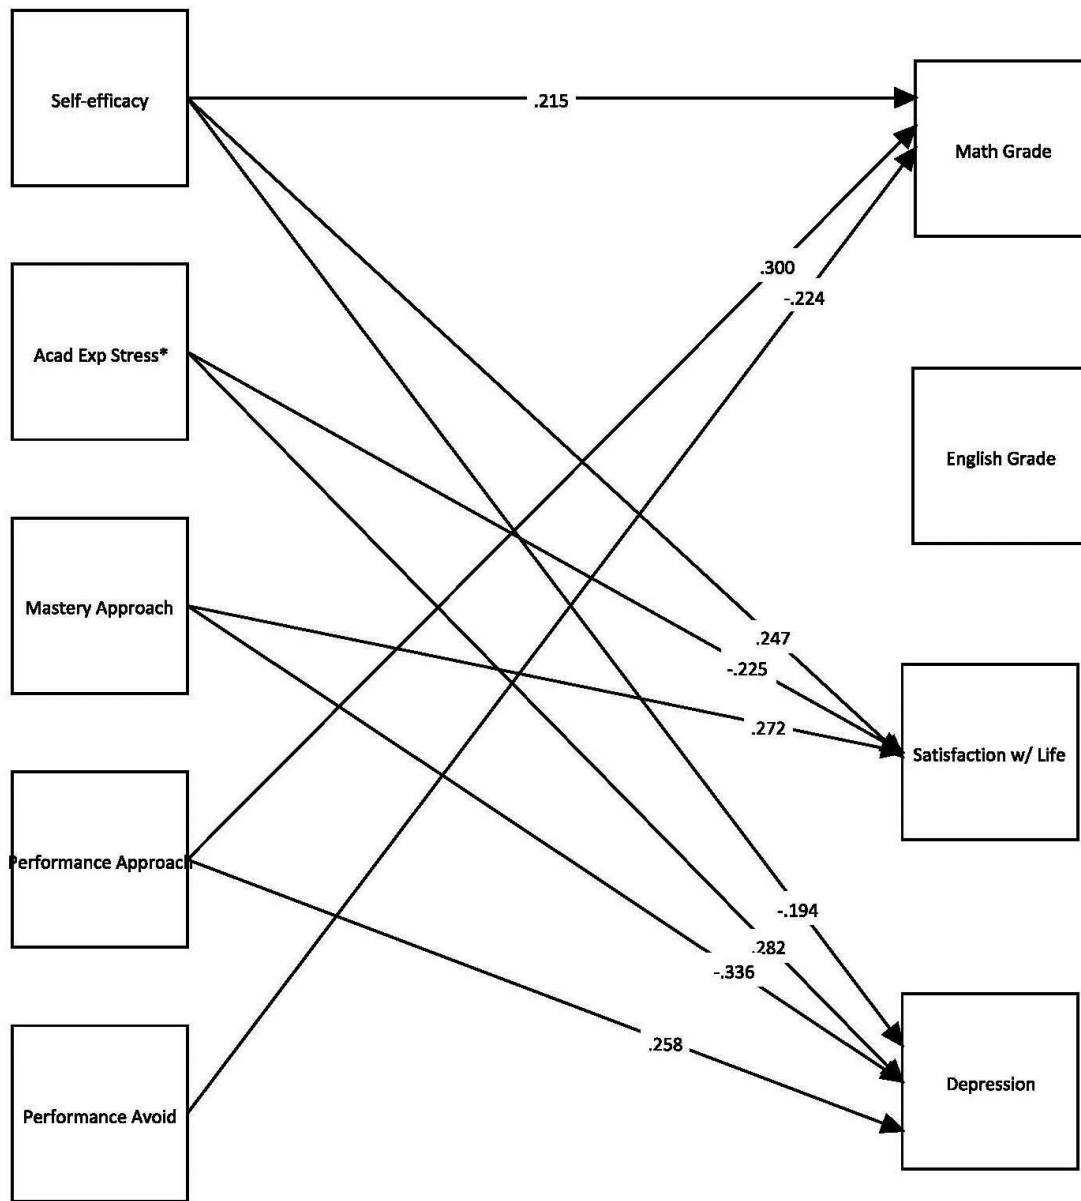 Self-efficacy
.215
Math Grade
.300
-.224
Acad Exp Stress*
English Grade
Mastery Approach
.247
-.225
.272
Satisfaction w/ Life
Performance Approach
-.194
.282
-.336
.258
Depression
Performance Avoid